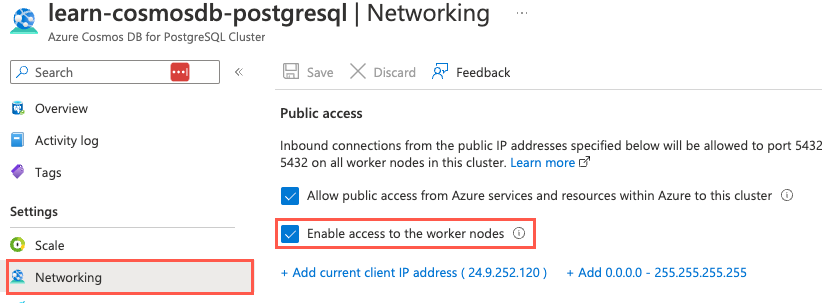 learn-cosmosdb-postgresql | Networking ...
Azure Cosmos DB for PostgreSQL Cluster
Search
«
Save Discard Feedback
Overview
Activity log
Tags
Settings
Scale
Networking
Public access
Inbound connections from the public IP addresses specified below will be allowed to port 5432
5432 on all worker nodes in this cluster. Learn more
Allow public access from Azure services and resources within Azure to this cluster
Enable access to the worker nodes
+ Add current client IP address ( 24.9.252.120 ) + Add 0.0.0.0 - 255.255.255.255